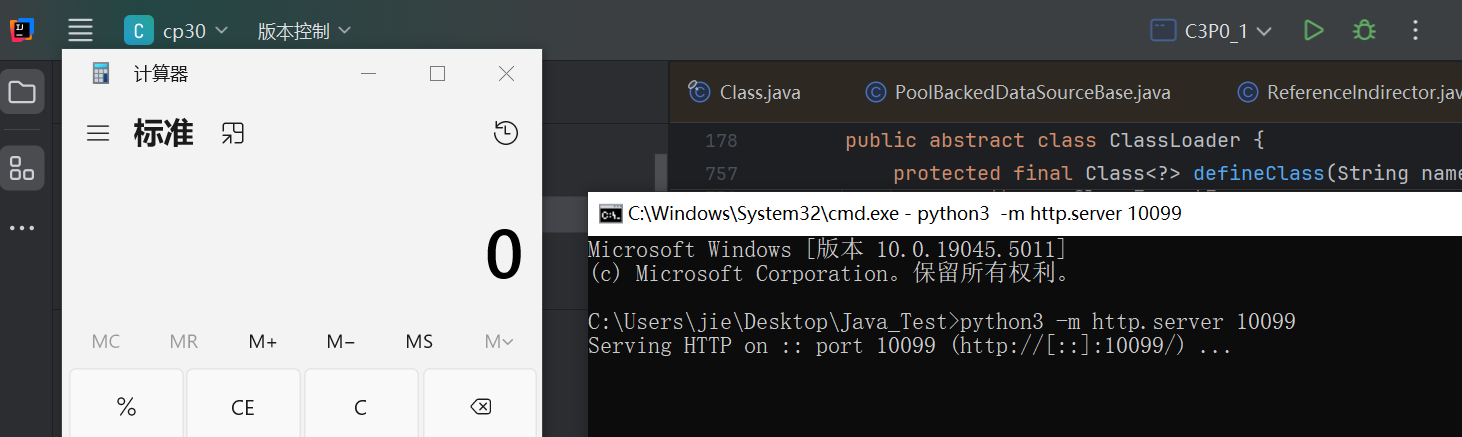 cp30 版本控制 C3P0_1
计算器
标准
0
MC MR M+ M− MS M
% CE C
Class.java PoolBackedDataSourceBase.java ReferenceIndirector.jav
178 public abstract class ClassLoader {
757 protected final Class<?> defineClass(String name
C:\Windows\System32\cmd.exe - python3 -m http.server 10099
Microsoft Windows [版本 10.0.19045.5011]
(c) Microsoft Corporation。保留所有权利。
C:\Users\jie\Desktop\Java_Test>python3 -m http.server 10099
Serving HTTP on :: port 10099 (http://[::]:10099/) ...